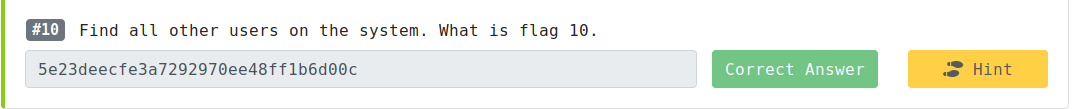 #10 Find all other users on the system. What is flag 10.
5e23deecfe3a7292970ee48ff1b6d00c Correct Answer Hint